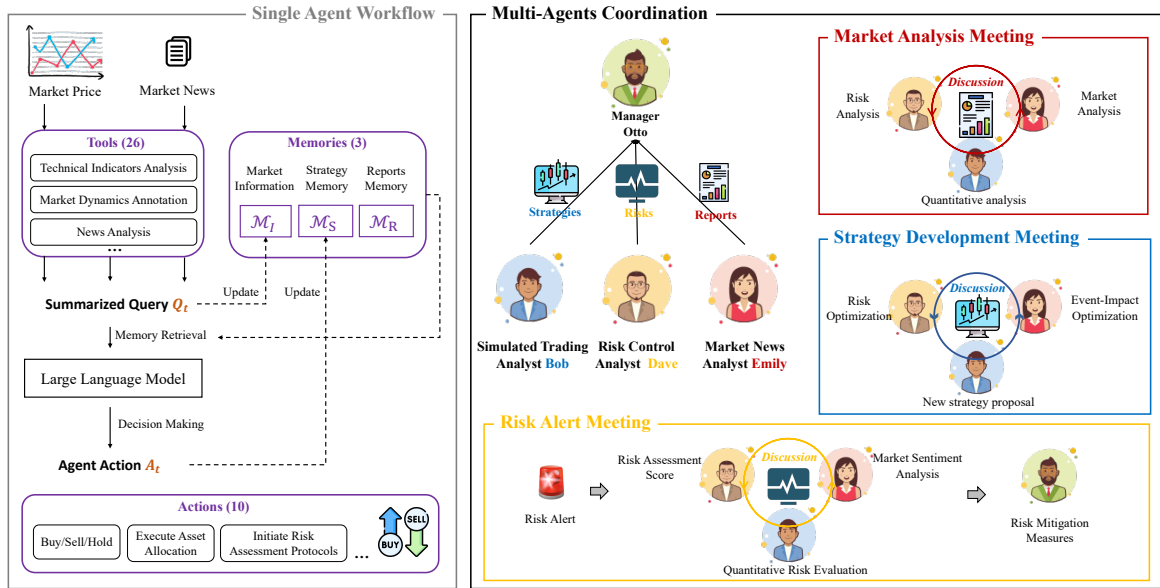 Single Agent Workflow
Market Price
Market News
Tools (26)
Technical Indicators Analysis
Market Dynamics Annotation
News Analysis
...
Memories (3)
Market
Information
Strategy
Memory
Reports
Memory
M_I
M_S
M_R
Summarized Query Q_t
Update
Update
Memory Retrieval
Large Language Model
Decision Making
Agent Action A_t
Actions (10)
Buy/Sell/Hold
Execute Asset
Allocation
Initiate Risk
Assessment Protocols
...
BUY
SELL
Multi-Agents Coordination
Manager
Otto
Strategies
Risks
Reports
Simulated Trading
Analyst Bob
Risk Control
Analyst Dave
Market News
Analyst Emily
Market Analysis Meeting
Risk
Analysis
Discussion
Market
Analysis
Quantitative analysis
Strategy Development Meeting
Risk
Optimization
Discussion
Event-Impact
Optimization
New strategy proposal
Risk Alert Meeting
Risk Alert
Risk Assessment
Score
Discussion
Market Sentiment
Analysis
Quantitative Risk Evaluation
Risk Mitigation
Measures